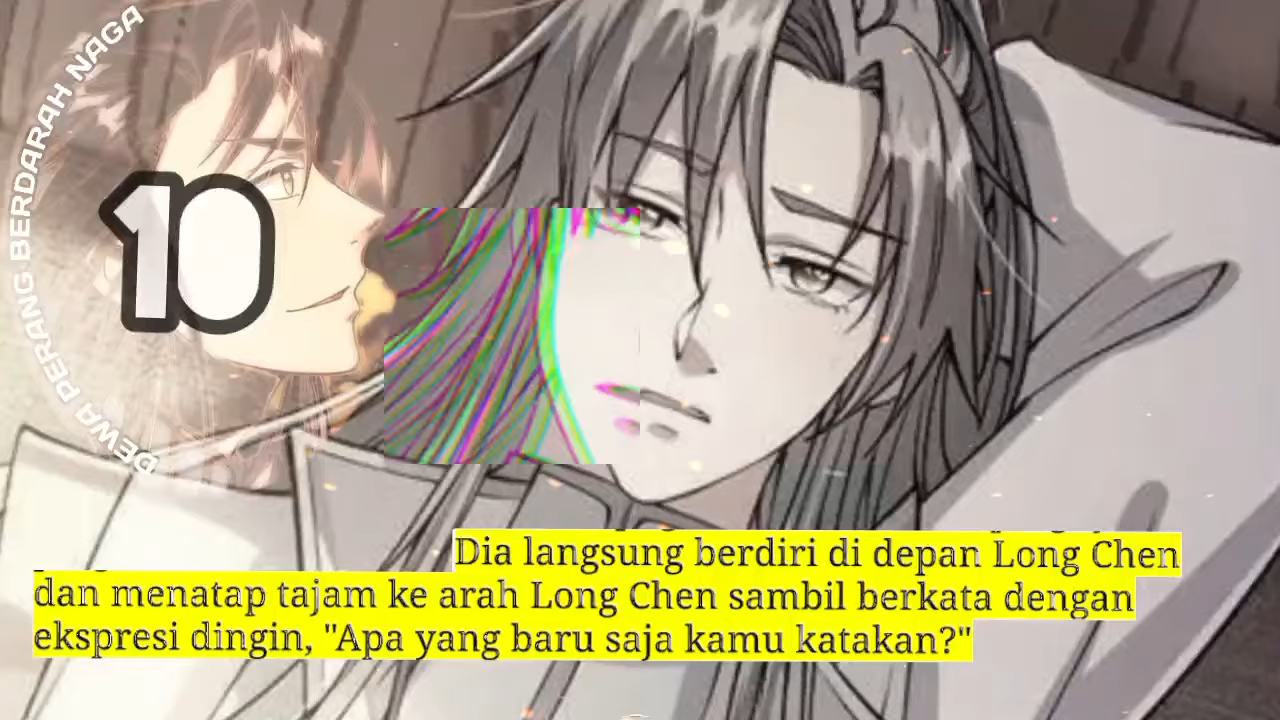 DEWA PERANG BERDARAH NAGA
10
Dia langsung berdiri di depan Long Chen
dan menatap tajam ke arah Long Chen sambil berkata dengan
ekspresi dingin, "Apa yang baru saja kamu katakan?"